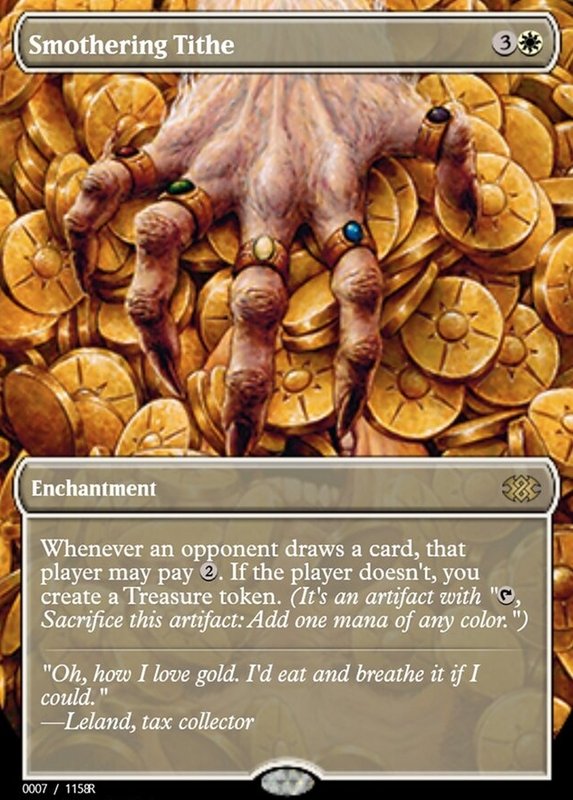 Smothering Tithe 3
Enchantment
Whenever an opponent draws a card, that
player may pay 2. If the player doesn't, you
create a Treasure token. (It's an artifact with ",
Sacrifice this artifact: Add one mana of any color.")
"Oh, how I love gold. I'd eat and breathe it if I
could."
—Leland, tax collector
0007 / 1158R